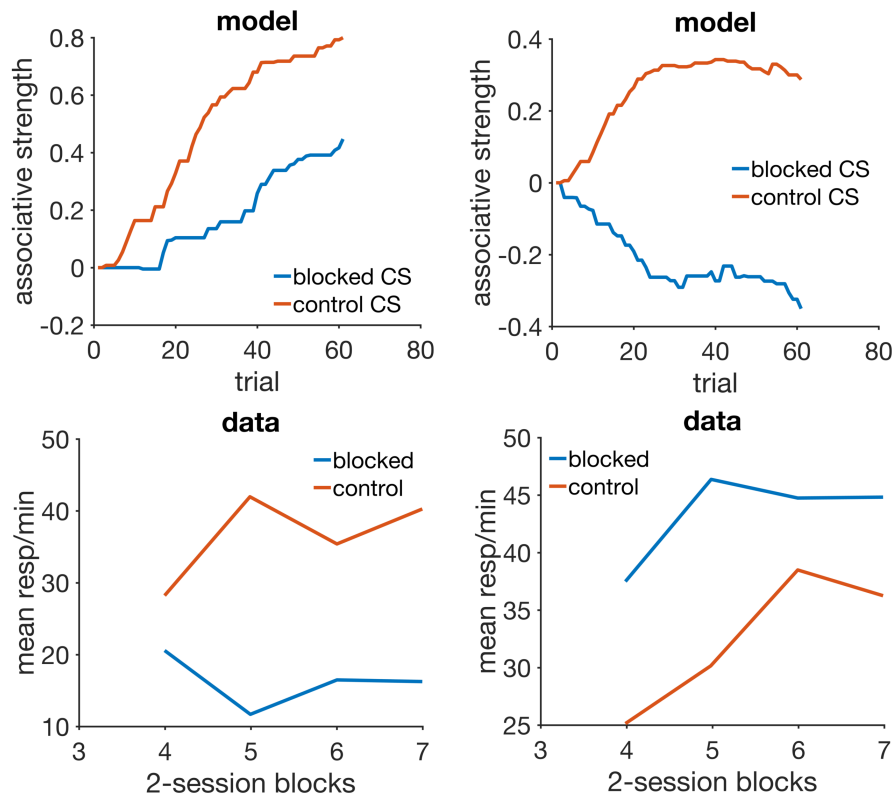 model
associative strength
0.8
0.6
0.4
0.2
0
-0.2
0
20
40
60
80
trial
blocked CS
control CS
model
associative strength
0.4
0.2
0
-0.2
-0.4
0
20
40
60
80
trial
blocked CS
control CS
data
mean resp/min
50
40
30
20
10
3
4
5
6
7
2-session blocks
blocked
control
data
mean resp/min
50
45
40
35
30
25
3
4
5
6
7
2-session blocks
blocked
control